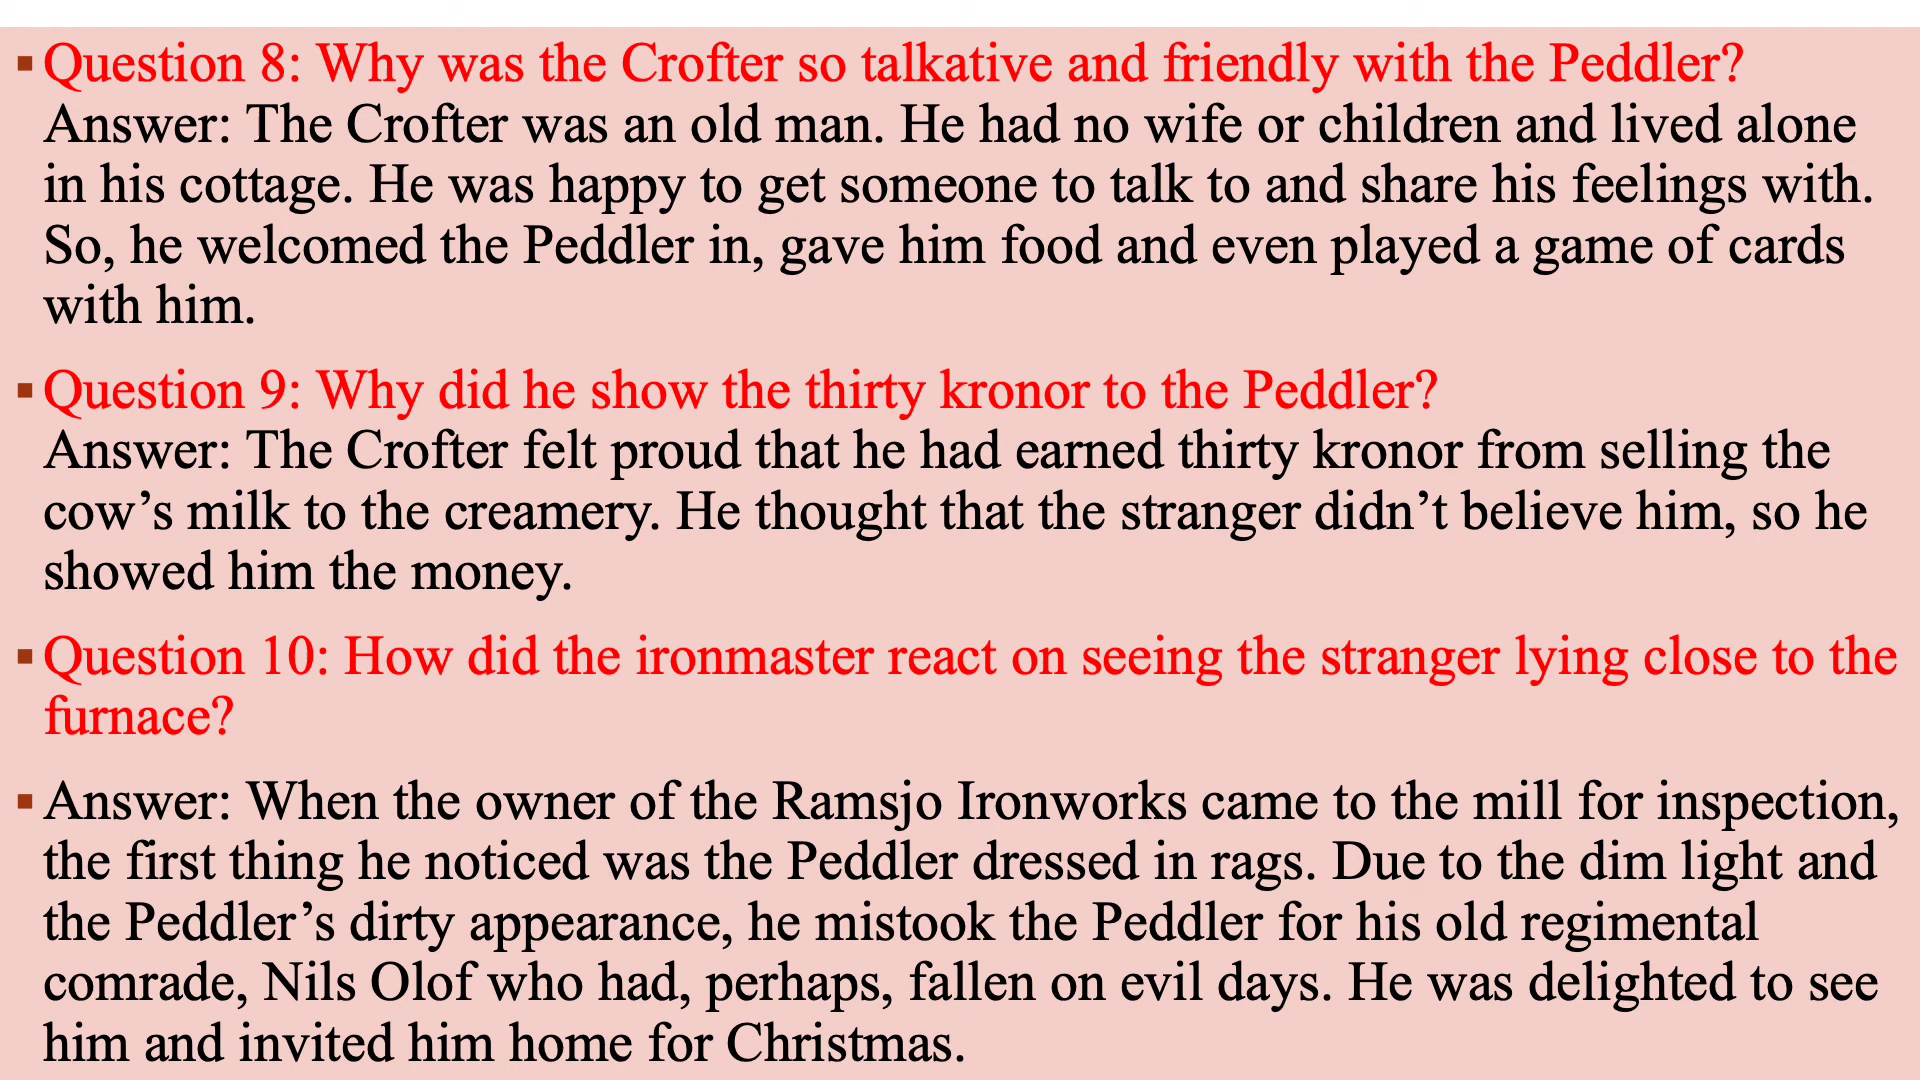 ▪ Question 8: Why was the Crofter so talkative and friendly with the Peddler?
Answer: The Crofter was an old man. He had no wife or children and lived alone
in his cottage. He was happy to get someone to talk to and share his feelings with.
So, he welcomed the Peddler in, gave him food and even played a game of cards
with him.
▪ Question 9: Why did he show the thirty kronor to the Peddler?
Answer: The Crofter felt proud that he had earned thirty kronor from selling the
cow’s milk to the creamery. He thought that the stranger didn’t believe him, so he
showed him the money.
▪ Question 10: How did the ironmaster react on seeing the stranger lying close to the
furnace?
▪ Answer: When the owner of the Ramsjo Ironworks came to the mill for inspection,
the first thing he noticed was the Peddler dressed in rags. Due to the dim light and
the Peddler’s dirty appearance, he mistook the Peddler for his old regimental
comrade, Nils Olof who had, perhaps, fallen on evil days. He was delighted to see
him and invited him home for Christmas.